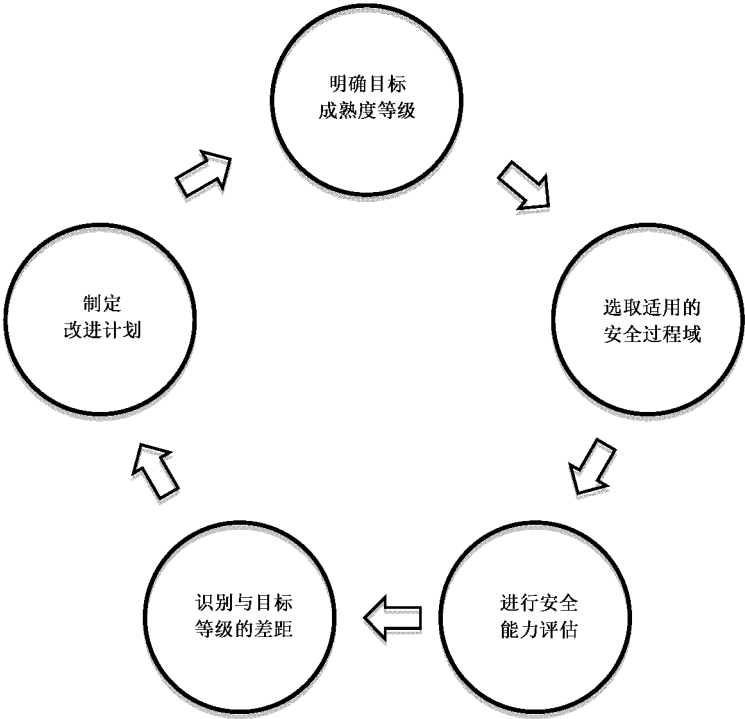 明确目标
成熟度等级
选取适用的
安全过程域
进行安全
能力评估
识别与目标
等级的差距
制定
改进计划